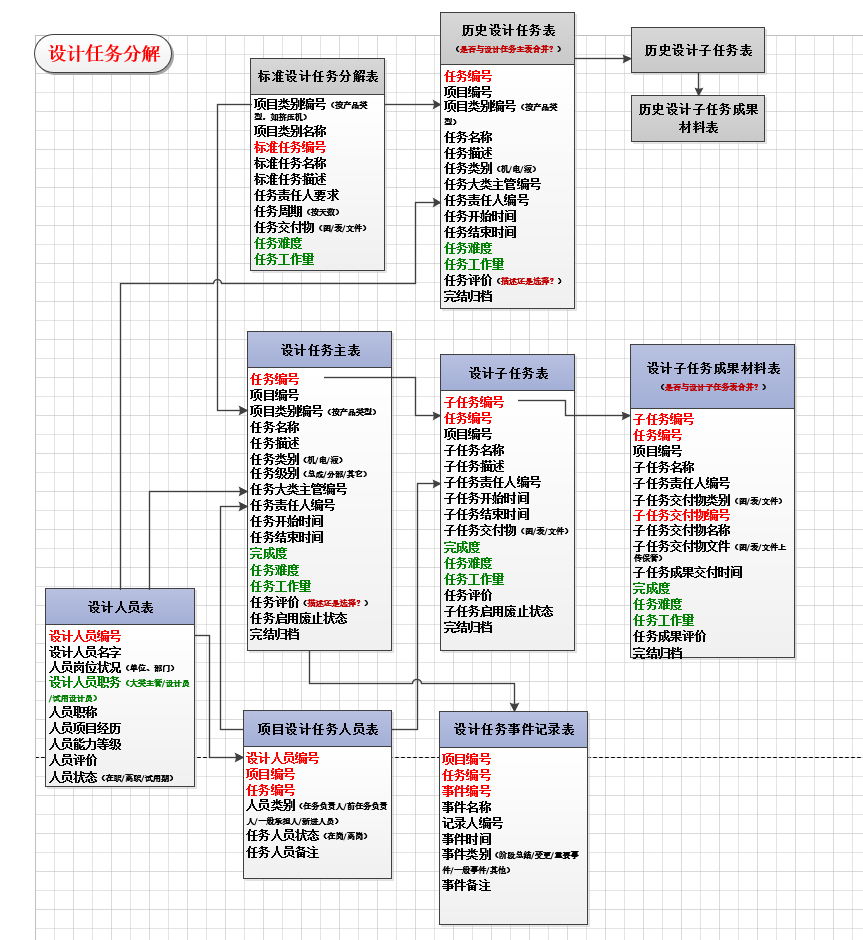 设计任务分解
标准设计任务分解表
项目类别编号（按产品类
型，如挤压机）
项目类别名称
标准任务编号
标准任务名称
标准任务描述
任务责任人要求
任务周期（按天数）
任务交付物（图/表/文件）
任务难度
任务工作量
历史设计任务表
（是否与设计任务主表合并？）
任务编号
项目编号
项目类别编号（按产品类
型）
任务名称
任务描述
任务类别（机/电/液）
任务大类主管编号
任务责任人编号
任务开始时间
任务结束时间
任务难度
任务工作量
任务评价（描述还是选择？）
完结归档
历史设计子任务表
历史设计子任务成果
材料表
设计任务主表
任务编号
项目编号
项目类别编号（按产品类型）
任务名称
任务描述
任务类别（机/电/液）
任务级别（总成/分部/其它）
任务大类主管编号
任务责任人编号
任务开始时间
任务结束时间
完成度
任务难度
任务工作量
任务评价（描述还是选择？）
任务启用废止状态
完结归档
设计子任务表
子任务编号
任务编号
项目编号
子任务名称
子任务描述
子任务责任人编号
子任务开始时间
子任务结束时间
子任务交付物（图/表/文件）
完成度
任务难度
任务工作量
任务评价
子任务启用废止状态
完结归档
设计子任务成果材料表
（是否与设计子任务表合并？）
子任务编号
任务编号
项目编号
子任务名称
子任务责任人编号
子任务交付物类别（图/表/文件）
子任务交付物编号
子任务交付物名称
子任务交付物文件（图/表/文件上
传保管）
子任务成果交付时间
完成度
任务难度
任务工作量
任务成果评价
完结归档
设计人员表
设计人员编号
设计人员名字
人员岗位状况（单位、部门）
设计人员职务（大类主管/设计员
/试用设计员）
人员职称
人员项目经历
人员能力等级
人员评价
人员状态（在职/离职/试用期）
项目设计任务人员表
设计人员编号
项目编号
任务编号
人员类别（任务负责人/前任务负责
人/一般承担人/新进人员）
任务人员状态（在岗/离岗）
任务人员备注
设计任务事件记录表
项目编号
任务编号
事件编号
事件名称
记录人编号
事件时间
事件类别（阶段总结/变更/重要事
件/一般事件/其他）
事件备注